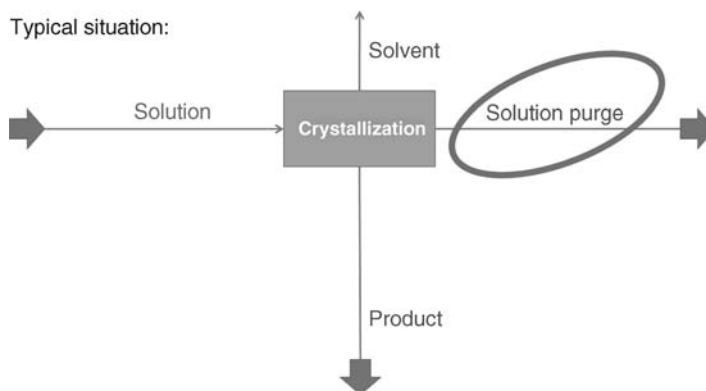 Typical situation:
Solvent
Solution
Crystallization
Solution purge
Product